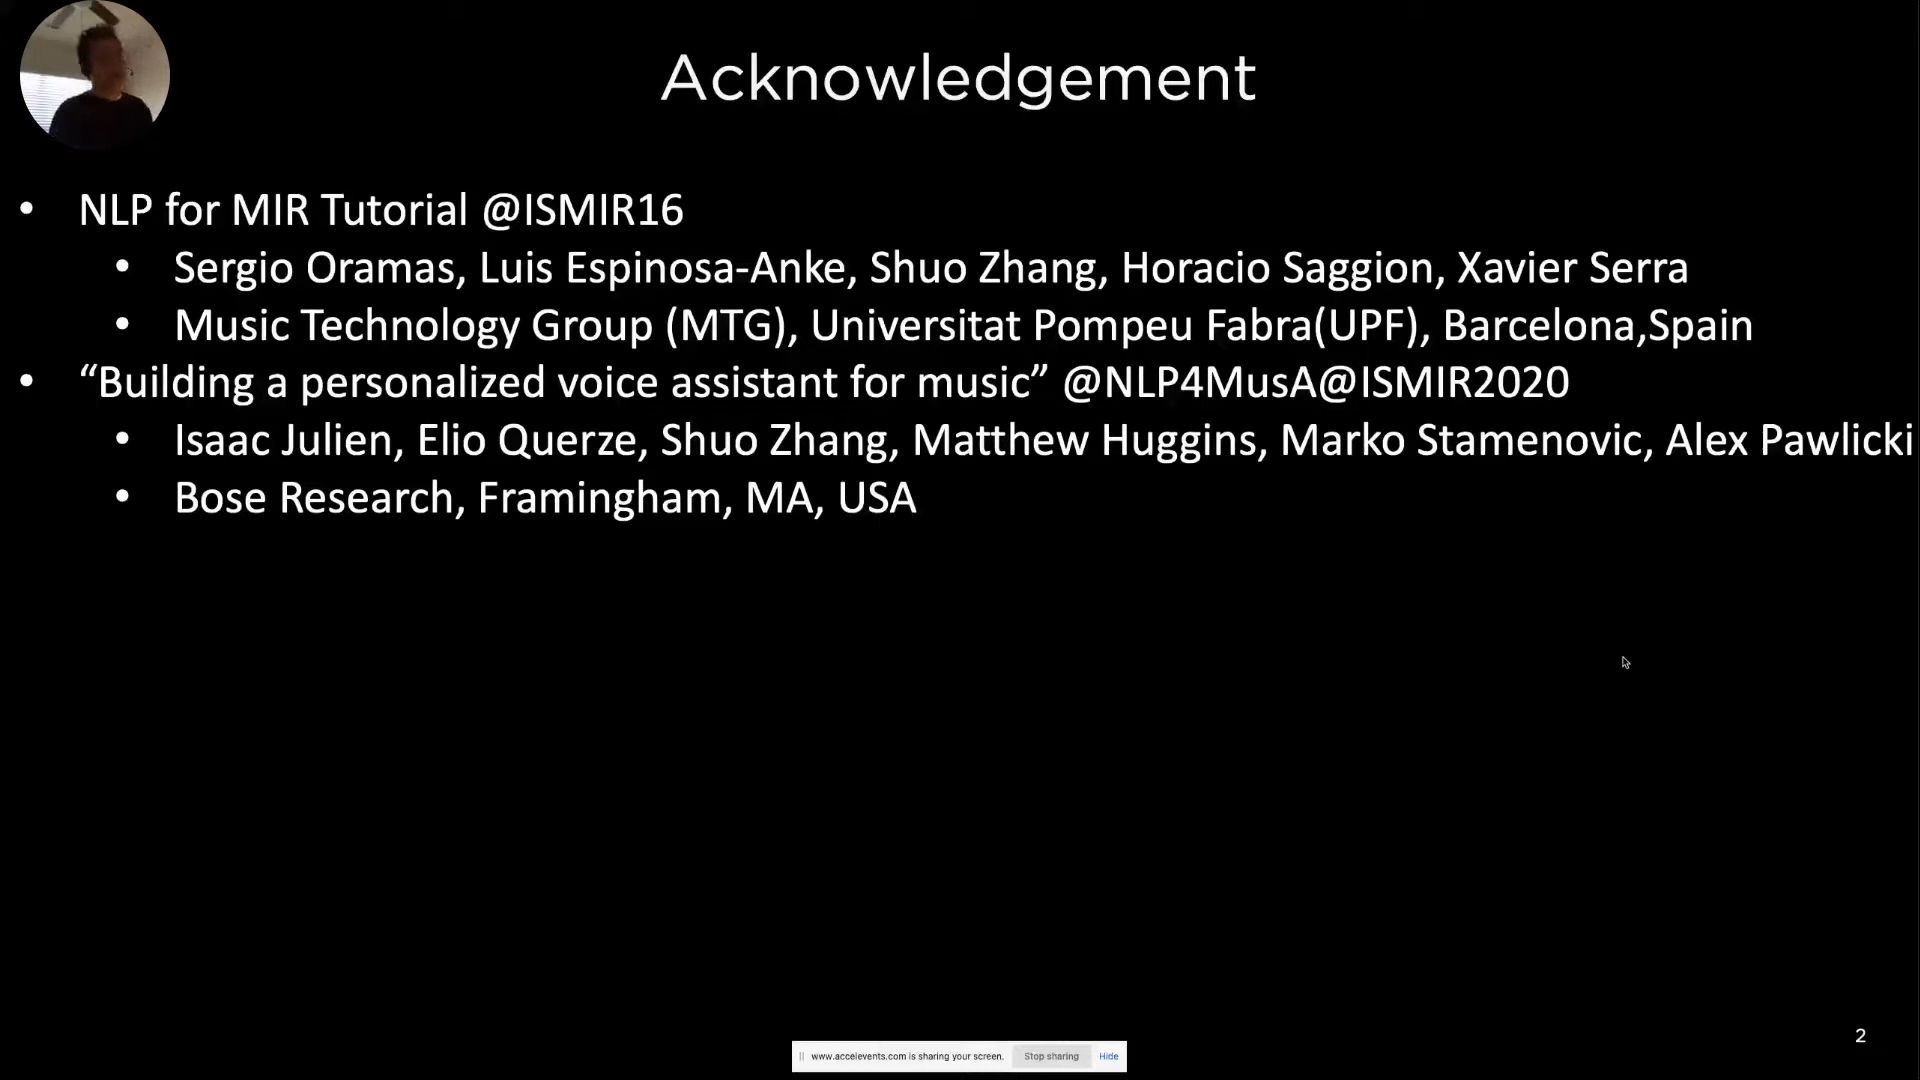 Acknowledgement
• NLP for MIR Tutorial @ISMIR16
• Sergio Oramas, Luis Espinosa-Anke, Shuo Zhang, Horacio Saggion, Xavier Serra
• Music Technology Group (MTG), Universitat Pompeu Fabra(UPF), Barcelona,Spain
• “Building a personalized voice assistant for music” @NLP4MusA@ISMIR2020
• Isaac Julien, Elio Querze, Shuo Zhang, Matthew Huggins, Marko Stamenovic, Alex Pawlicki
• Bose Research, Framingham, MA, USA
2
www.accelevents.com is sharing your screen. Stop sharing Hide